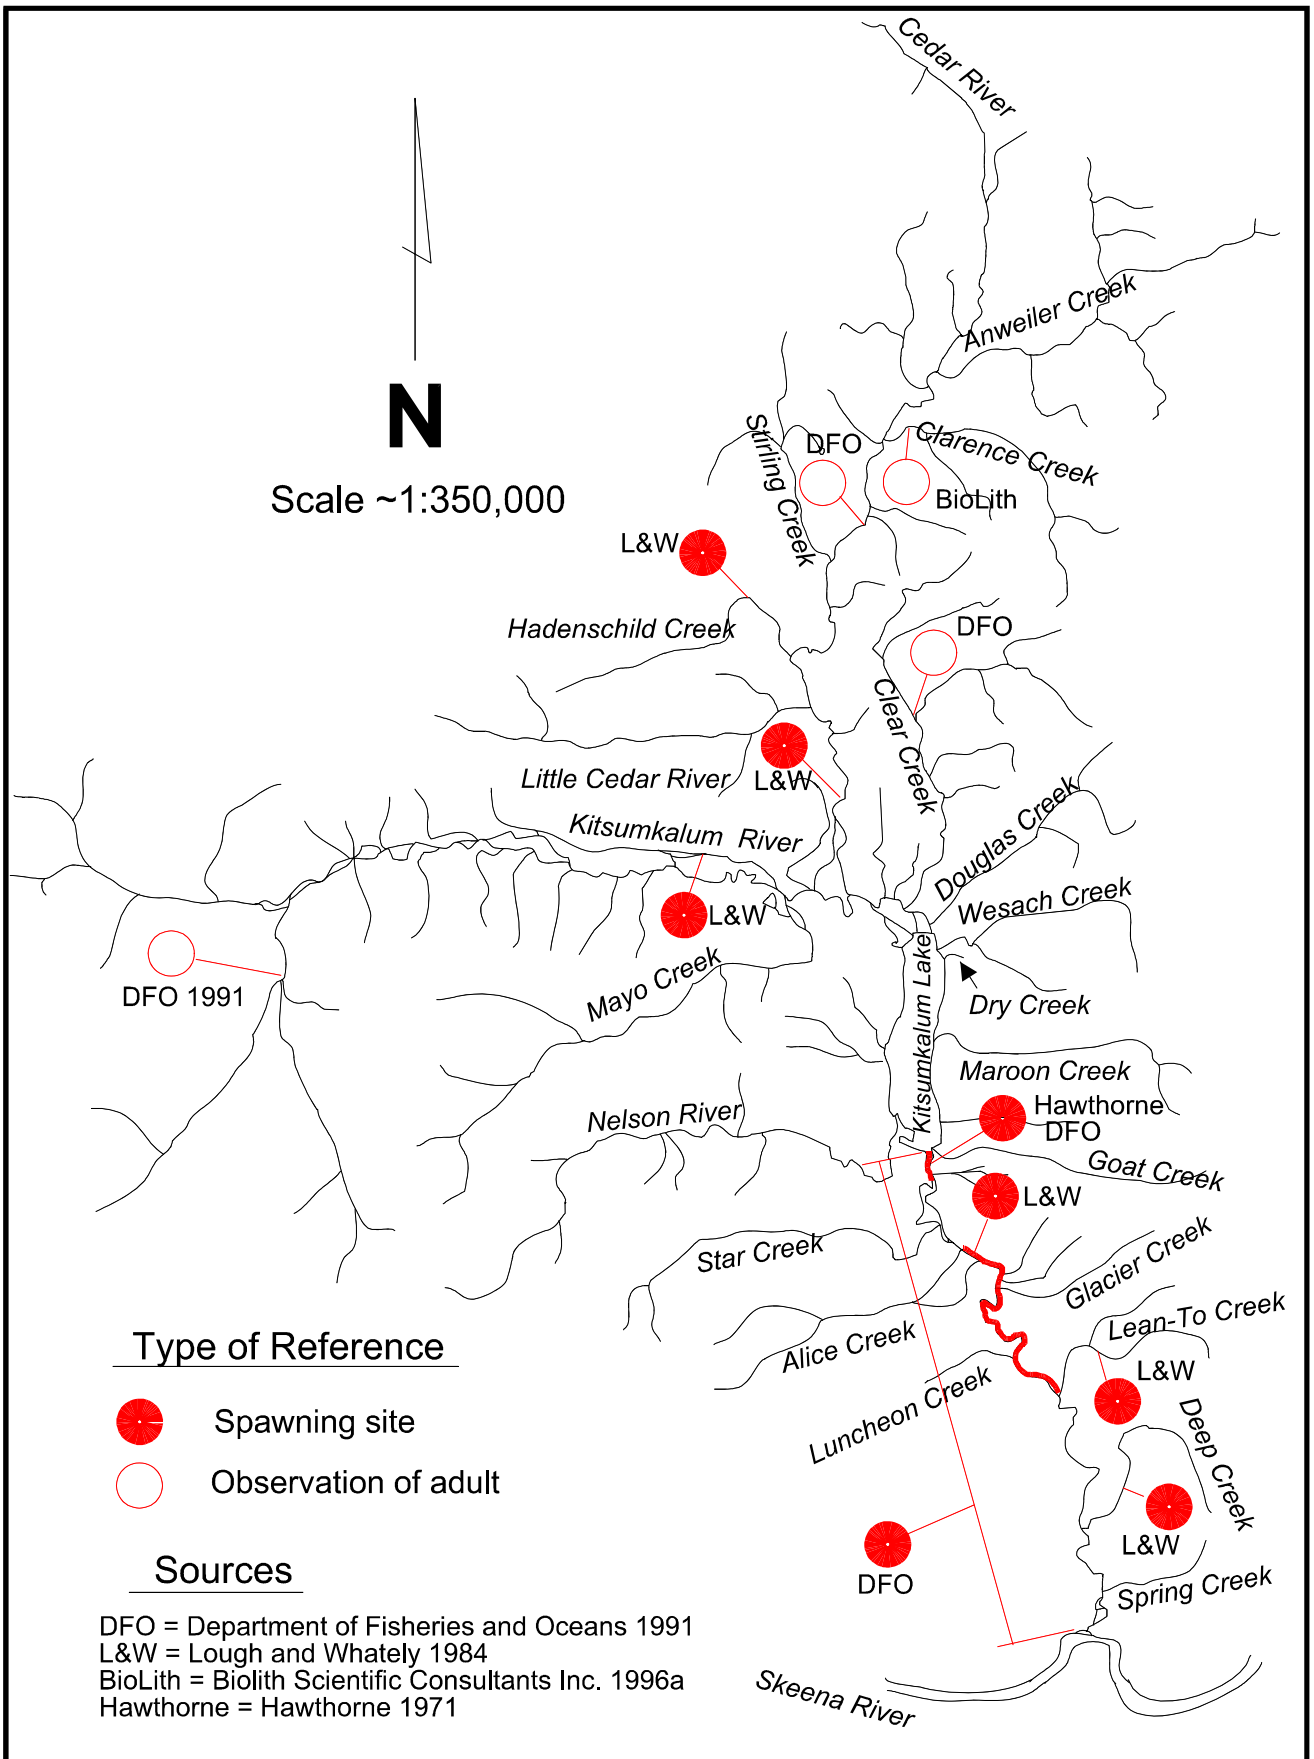 Cedar River
Anweiler Creek
N
Scale ~1:350,000
Stirling Creek
DFO
Clarence Creek
BioLith
L&W
Hadenschild Creek
DFO
Clear Creek
Little Cedar River
L&W
Kitsumkalum River
Douglas Creek
Wesach Creek
L&W
Kitsumkalum Lake
Mayo Creek
DFO 1991
Dry Creek
Maroon Creek
Nelson River
Hawthorne
DFO
Goat Creek
L&W
Star Creek
Glacier Creek
Lean-To Creek
Alice Creek
L&W
Luncheon Creek
Deep Creek
L&W
DFO
Spring Creek
Skeena River
Type of Reference
Spawning site
Observation of adult
Sources
DFO = Department of Fisheries and Oceans 1991
L&W = Lough and Whately 1984
BioLith = Biolith Scientific Consultants Inc. 1996a
Hawthorne = Hawthorne 1971